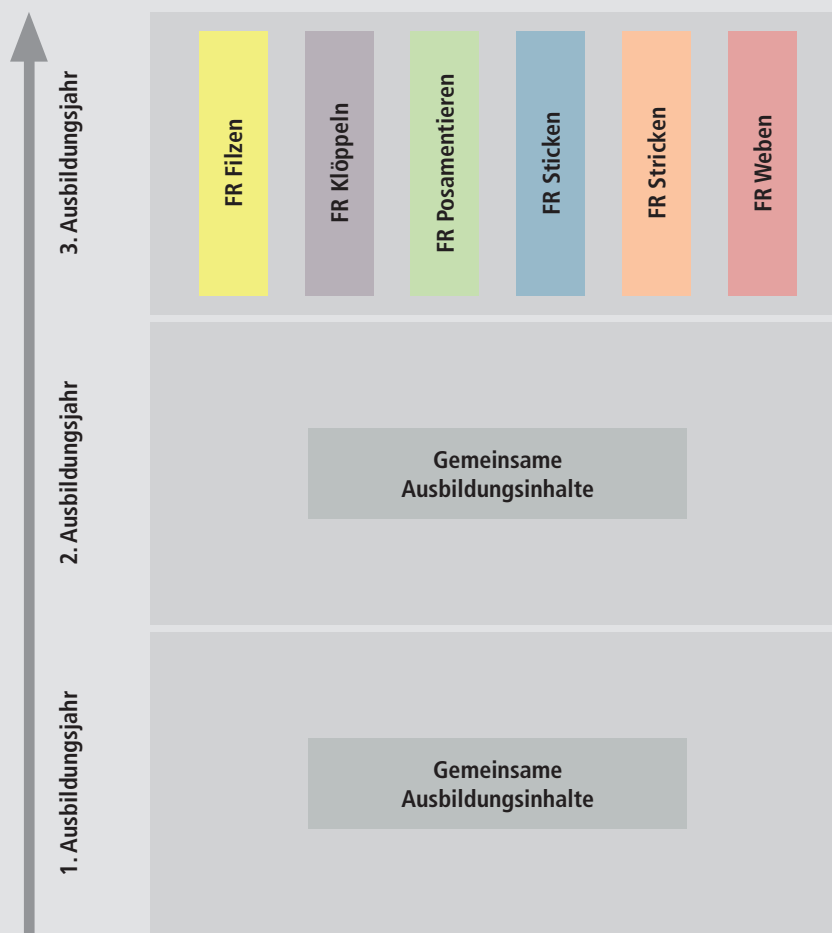 3. Ausbildungsjahr
FR Filzen
FR Klöppeln
FR Posamentieren
FR Sticken
FR Stricken
FR Weben
2. Ausbildungsjahr
Gemeinsame
Ausbildungsinhalte
1. Ausbildungsjahr
Gemeinsame
Ausbildungsinhalte